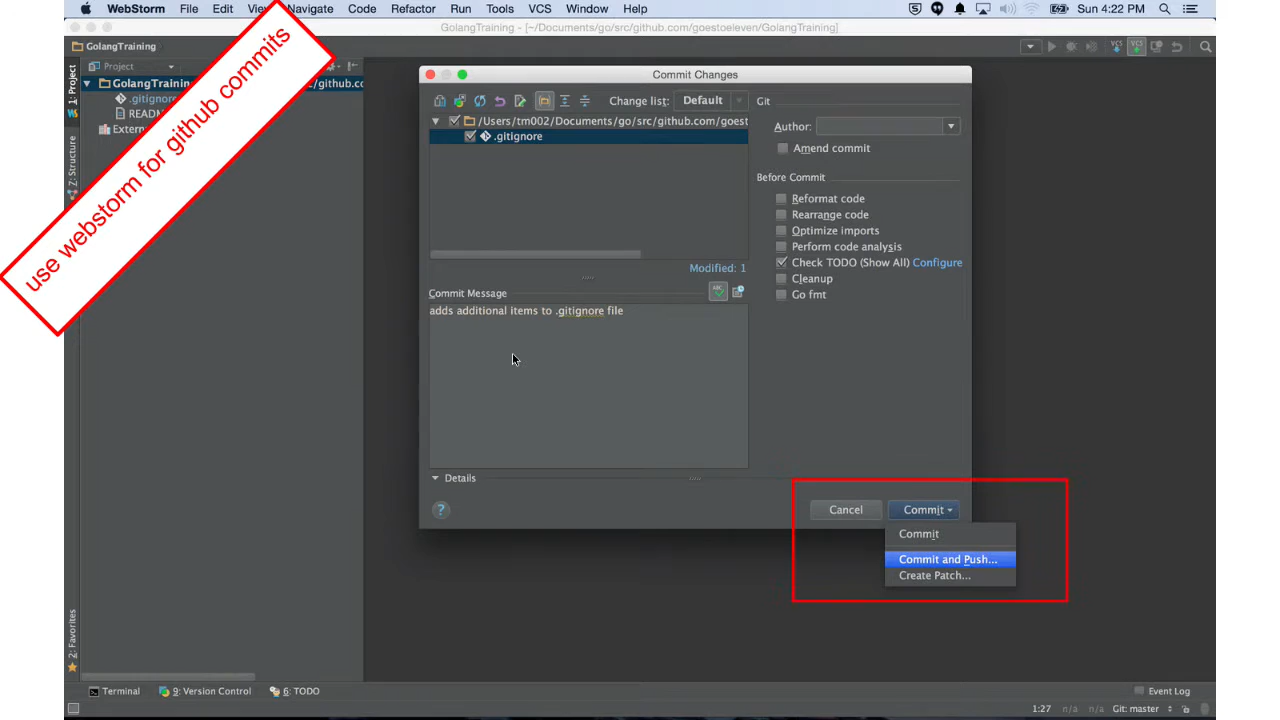 WebStorm File Edit View Navigate Code Refactor Run Tools VCS Window Help Sun 4:22 PM
GolangTraining - [~/Documents/go/src/github.com/goestoeleven/GolangTraining]
GolangTraining
use webstorm for github commits
1: Project
Z: Structure
2: Favorites
Project
GolangTraining /github.co
.gitignore
READ
Extern
Commit Changes
Change list: Default
/Users/tm002/Documents/go/src/github.com/goest
.gitignore
Modified: 1
Commit Message
adds additional items to .gitignore file
Details
Git
Author:
Amend commit
Before Commit
Reformat code
Rearrange code
Optimize imports
Perform code analysis
Check TODO (Show All) Configure
Cleanup
Go fmt
? Cancel Commit
Commit
Commit and Push...
Create Patch...
Terminal 9: Version Control 6: TODO Event Log
1:27 n/a n/a Git: master